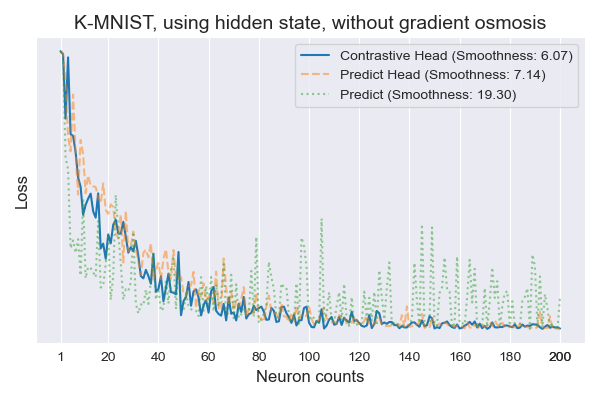 K-MNIST, using hidden state, without gradient osmosis
Contrastive Head (Smoothness: 6.07)
Predict Head (Smoothness: 7.14)
Predict (Smoothness: 19.30)
Loss
1 20 40 60 80 100 120 140 160 180 200
Neuron counts